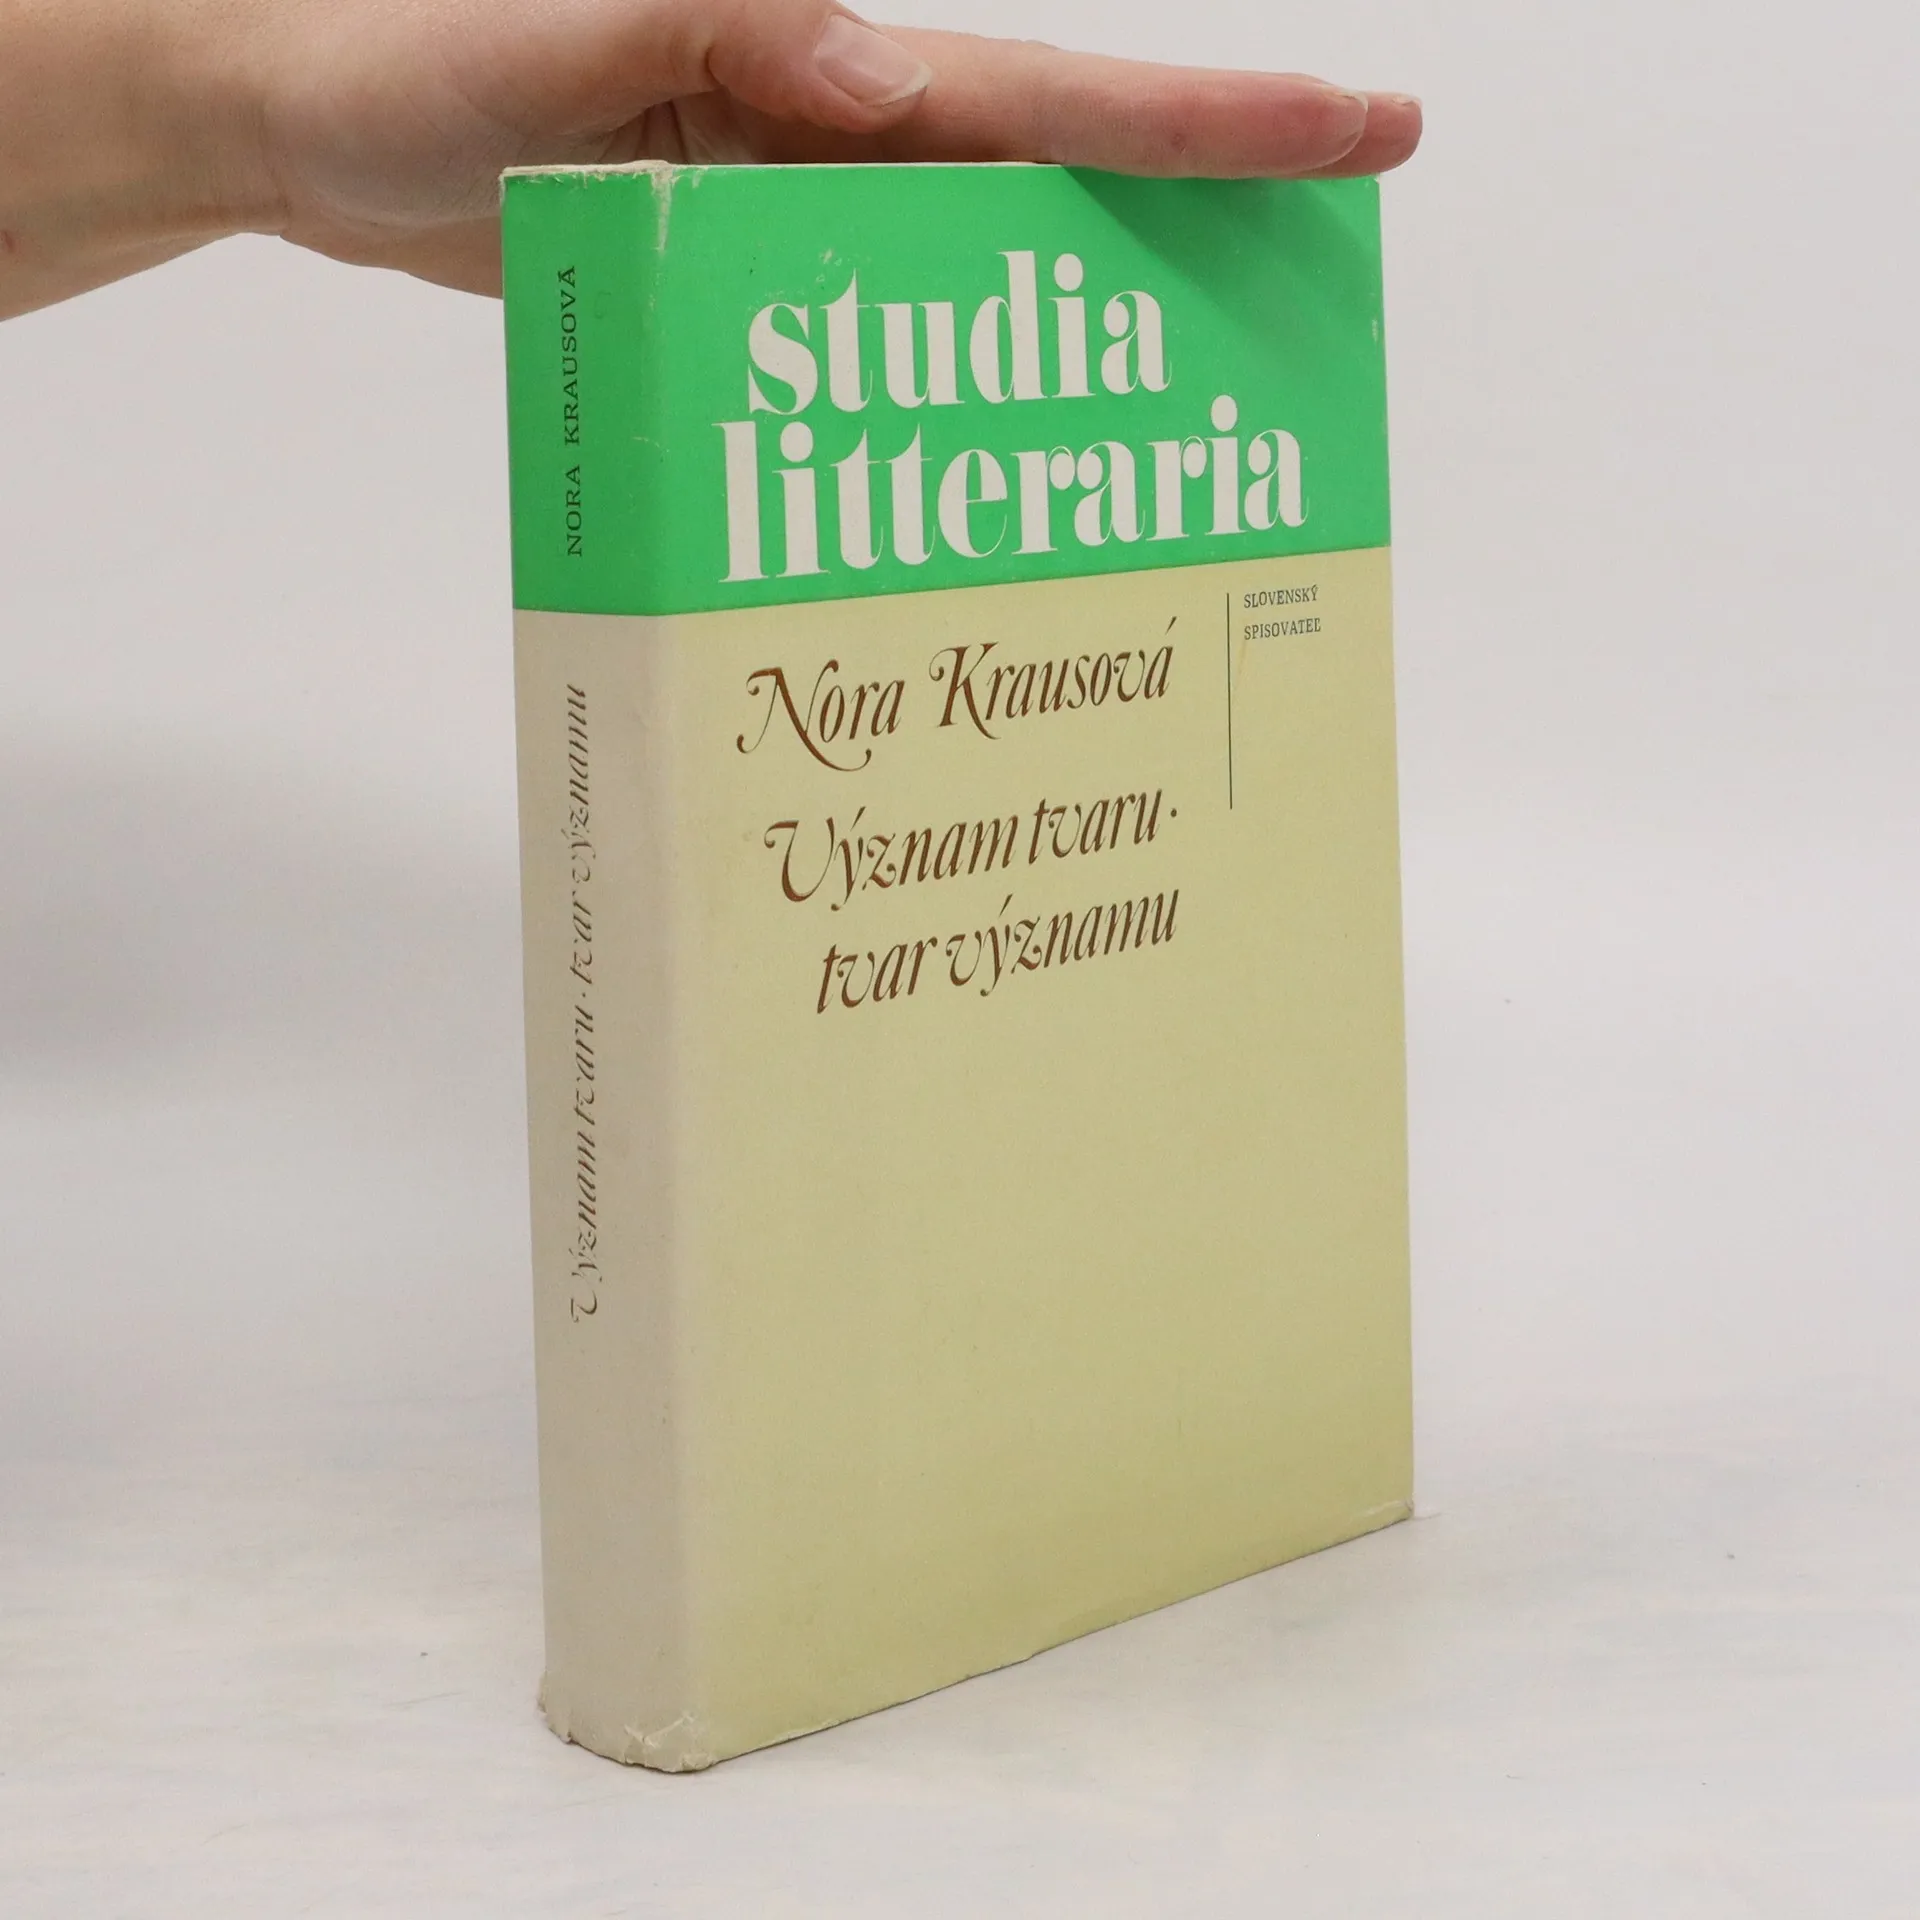 NORA KRAUSOVÁ
Význam tvaru · tvar významu
studia
litteraria
Nora Krausová
Význam tvaru ·
tvar významu
SLOVENSKÝ
SPISOVATEĽ